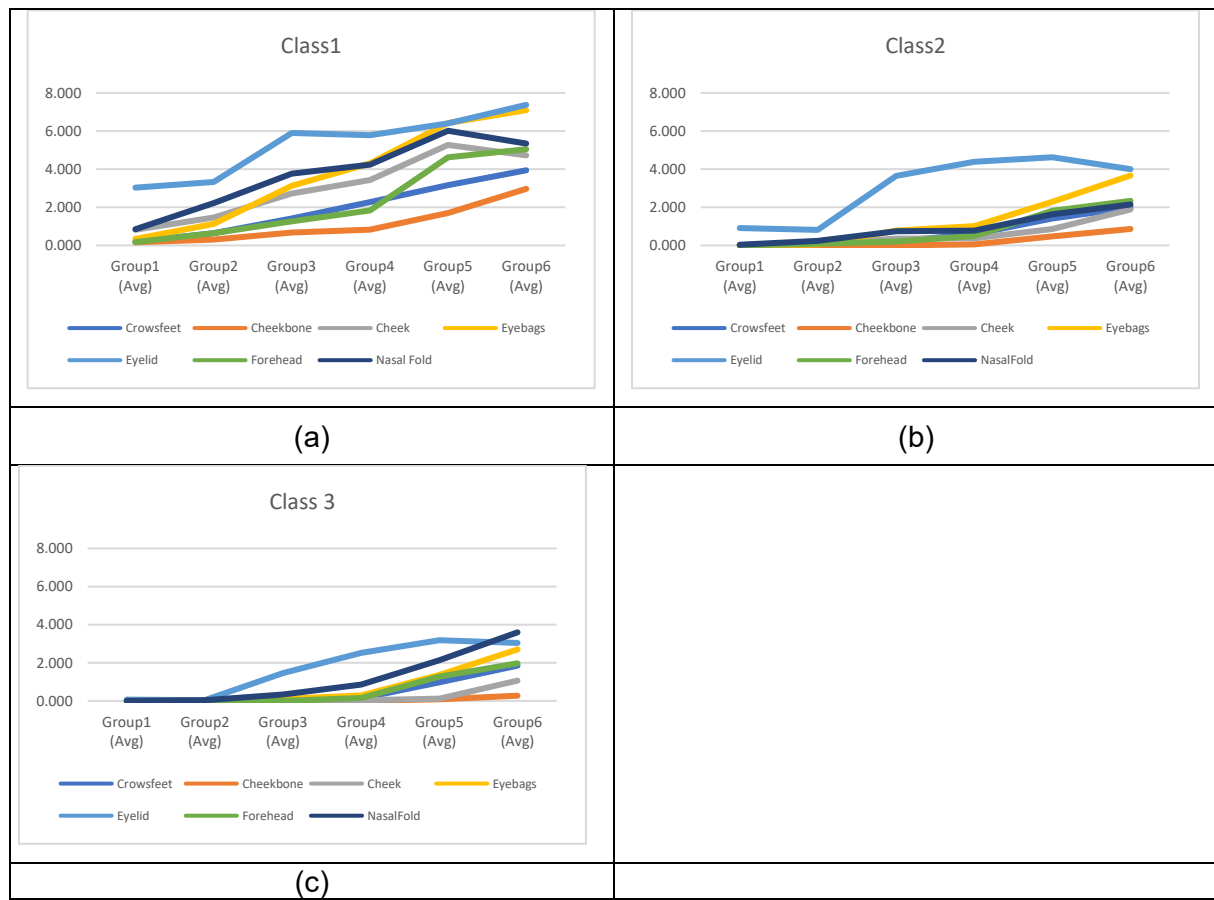 Class1
8.000
6.000
4.000
2.000
0.000
Group1 Group2 Group3 Group4 Group5 Group6
(Avg) (Avg) (Avg) (Avg) (Avg) (Avg)
Crowsfeet Cheekbone Cheek Eyebags
Eyelid Forehead Nasal Fold
(a)
Class2
8.000
6.000
4.000
2.000
0.000
Group1 Group2 Group3 Group4 Group5 Group6
(Avg) (Avg) (Avg) (Avg) (Avg) (Avg)
Crowsfeet Cheekbone Cheek Eyebags
Eyelid Forehead NasalFold
(b)
Class 3
8.000
6.000
4.000
2.000
0.000
Group1 Group2 Group3 Group4 Group5 Group6
(Avg) (Avg) (Avg) (Avg) (Avg) (Avg)
Crowsfeet Cheekbone Cheek Eyebags
Eyelid Forehead NasalFold
(c)